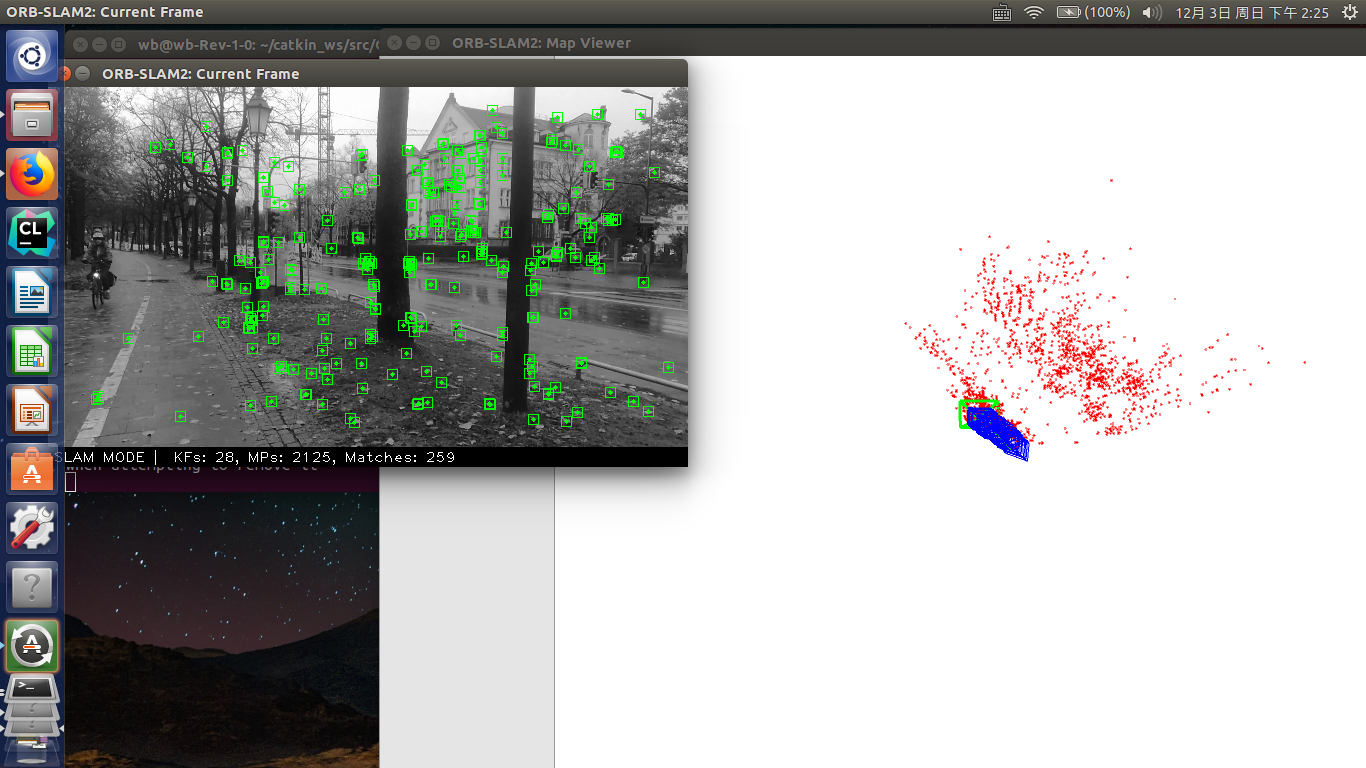 ORB-SLAM2: Current Frame
(100%)
12月 3日 周日 下午 2:25
wb@wb-Rev-1-0: ~/catkin_ws/src/
ORB-SLAM2: Map Viewer
ORB-SLAM2: Current Frame
CL
SLAM MODE | KFs: 28, MPs: 2125, Matches: 259
when attempting to remove it